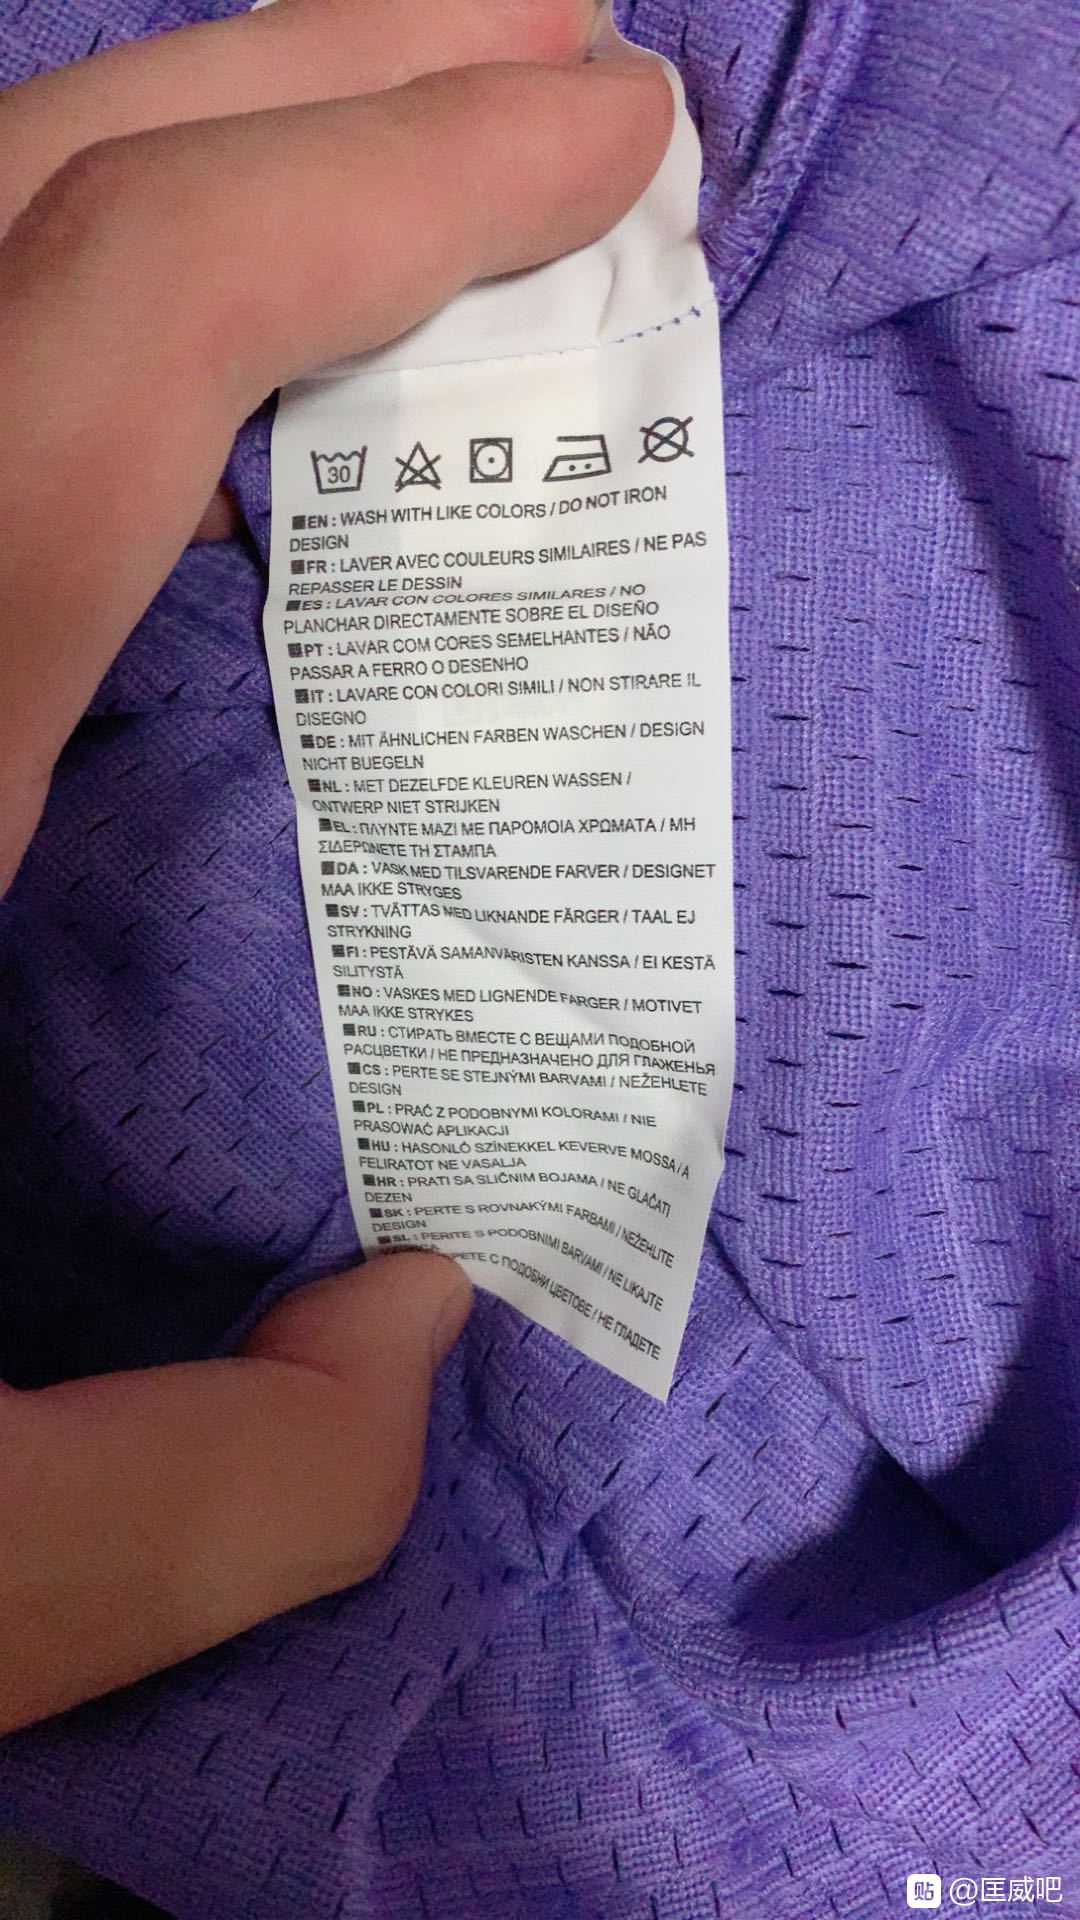 30
EN : WASH WITH LIKE COLORS / DO NOT IRON
DESIGN
FR : LAVER AVEC COULEURS SIMILAIRES / NE PAS
REPASSER LE DESSIN
ES : LAVAR CON COLORES SIMILARES / NO
PLANCHAR DIRECTAMENTE SOBRE EL DISEÑO
PT : LAVAR COM CORES SEMELHANTES / NÃO
PASSAR A FERRO O DESENHO
IT : LAVARE CON COLORI SIMILI / NON STIRARE IL
DISEGNO
DE : MIT ÄHNLICHEN FARBEN WASCHEN / DESIGN
NICHT BUEGELN
NL : MET DEZELFDE KLEUREN WASSEN /
ONTWERP NIET STRIJKEN
EL : ΠΛΥΝΤΕ ΜΑΖΙ ΜΕ ΠΑΡΟΜΟΙΑ ΧΡΩΜΑΤΑ / ΜΗ
ΣΙΔΕΡΩΝΕΤΕ ΤΗ ΣΤΑΜΠΑ
DA : VASK MED TILSVARENDE FARVER / DESIGNET
MAA IKKE STRYGES
SV : TVÄTTAS MED LIKNANDE FÄRGER / TAAL EJ
STRYKNING
FI : PESTÄVÄ SAMANVÄRISTEN KANSSA / EI KESTÄ
SILITYSTÄ
NO : VASKES MED LIGNENDE FARGER / MOTIVET
MAA IKKE STRYKES
RU : СТИРАТЬ ВМЕСТЕ С ВЕЩАМИ ПОДОБНОЙ
РАСЦВЕТКИ / НЕ ПРЕДНАЗНАЧЕНО ДЛЯ ГЛАЖЕНЬЯ
CS : PERTE SE STEJNÝMI BARVAMI / NEŽEHLETE
DESIGN
PL : PRAĆ Z PODOBNYMI KOLORAMI / NIE
PRASOWAĆ APLIKACJI
HU : HASONLÓ SZÍNEKKEL KEVERVE MOSSA / A
FELIRATOT NE VASALJA
HR : PRATI SA SLIČNIM BOJAMA / NE GLAČATI
DEZEN
SK : PERTE S ROVNAKÝMI FARBAMI / NEŽEHLITE
DESIGN
SL : PERITE S PODOBNIMI BARVAMI / NE LIKAJTE
VZORCA
С ПОДОБНИ ЦВЕТОВЕ / НЕ ГЛАДЕТЕ
贴 @匡威吧